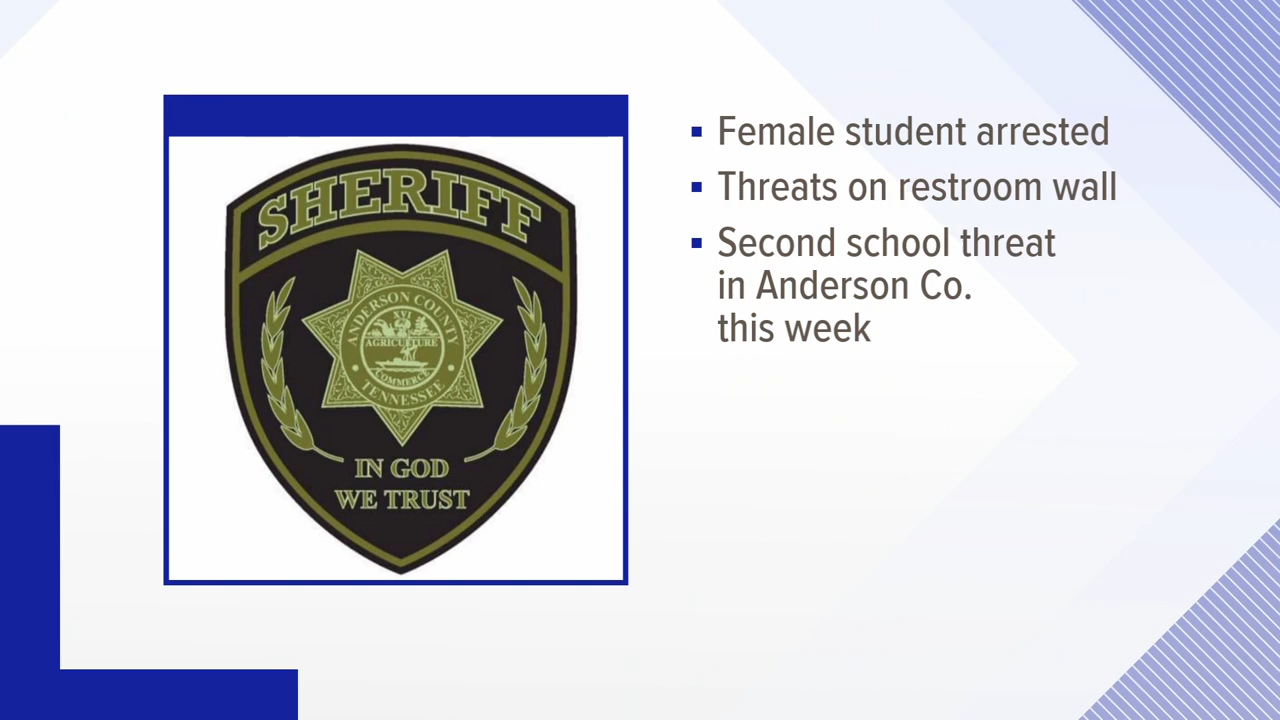 SHERIFF
ANDERSON COUNTY
XVI
AGRICULTURE
COMMERCE
TENNESSEE
IN GOD
WE TRUST
▪ Female student arrested
▪ Threats on restroom wall
▪ Second school threat
in Anderson Co.
this week